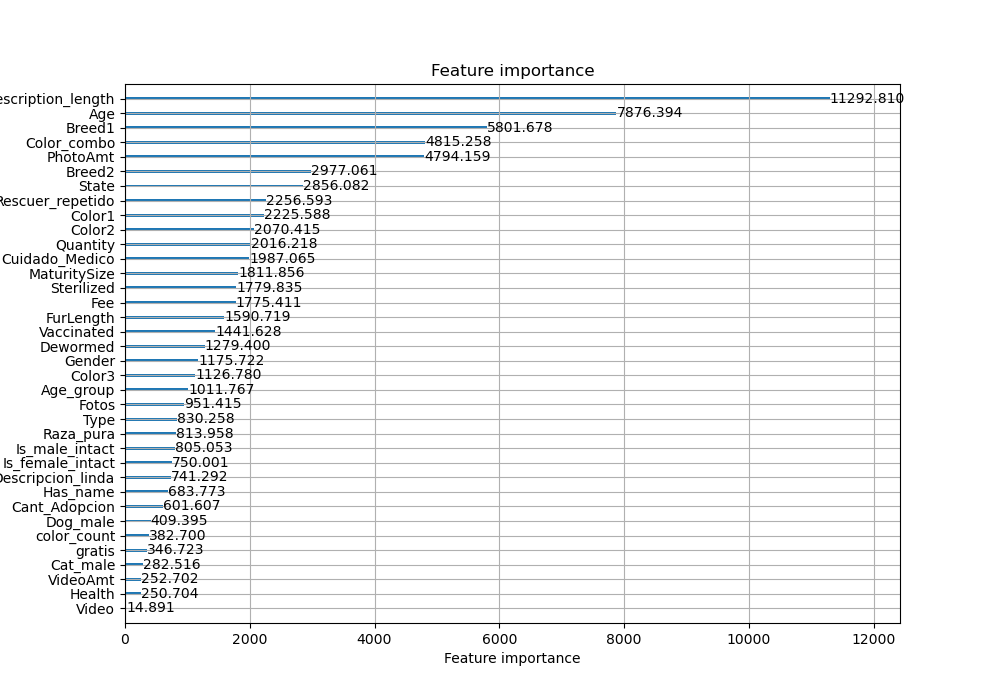 Feature importance
escription_length 11292.810
Age 7876.394
Breed1 5801.678
Color_combo 4815.258
PhotoAmt 4794.159
Breed2 2977.061
State 2856.082
Rescuer_repetido 2256.593
Color1 2225.588
Color2 2070.415
Quantity 2016.218
Cuidado_Medico 1987.065
MaturitySize 1811.856
Sterilized 1779.835
Fee 1775.411
FurLength 1590.719
Vaccinated 1441.628
Dewormed 1279.400
Gender 1175.722
Color3 1126.780
Age_group 1011.767
Fotos 951.415
Type 830.258
Raza_pura 813.958
Is_male_intact 805.053
Is_female_intact 750.001
Descripcion_linda 741.292
Has_name 683.773
Cant_Adopcion 601.607
Dog_male 409.395
color_count 382.700
gratis 346.723
Cat_male 282.516
VideoAmt 252.702
Health 250.704
Video 14.891
0 2000 4000 6000 8000 10000 12000
Feature importance